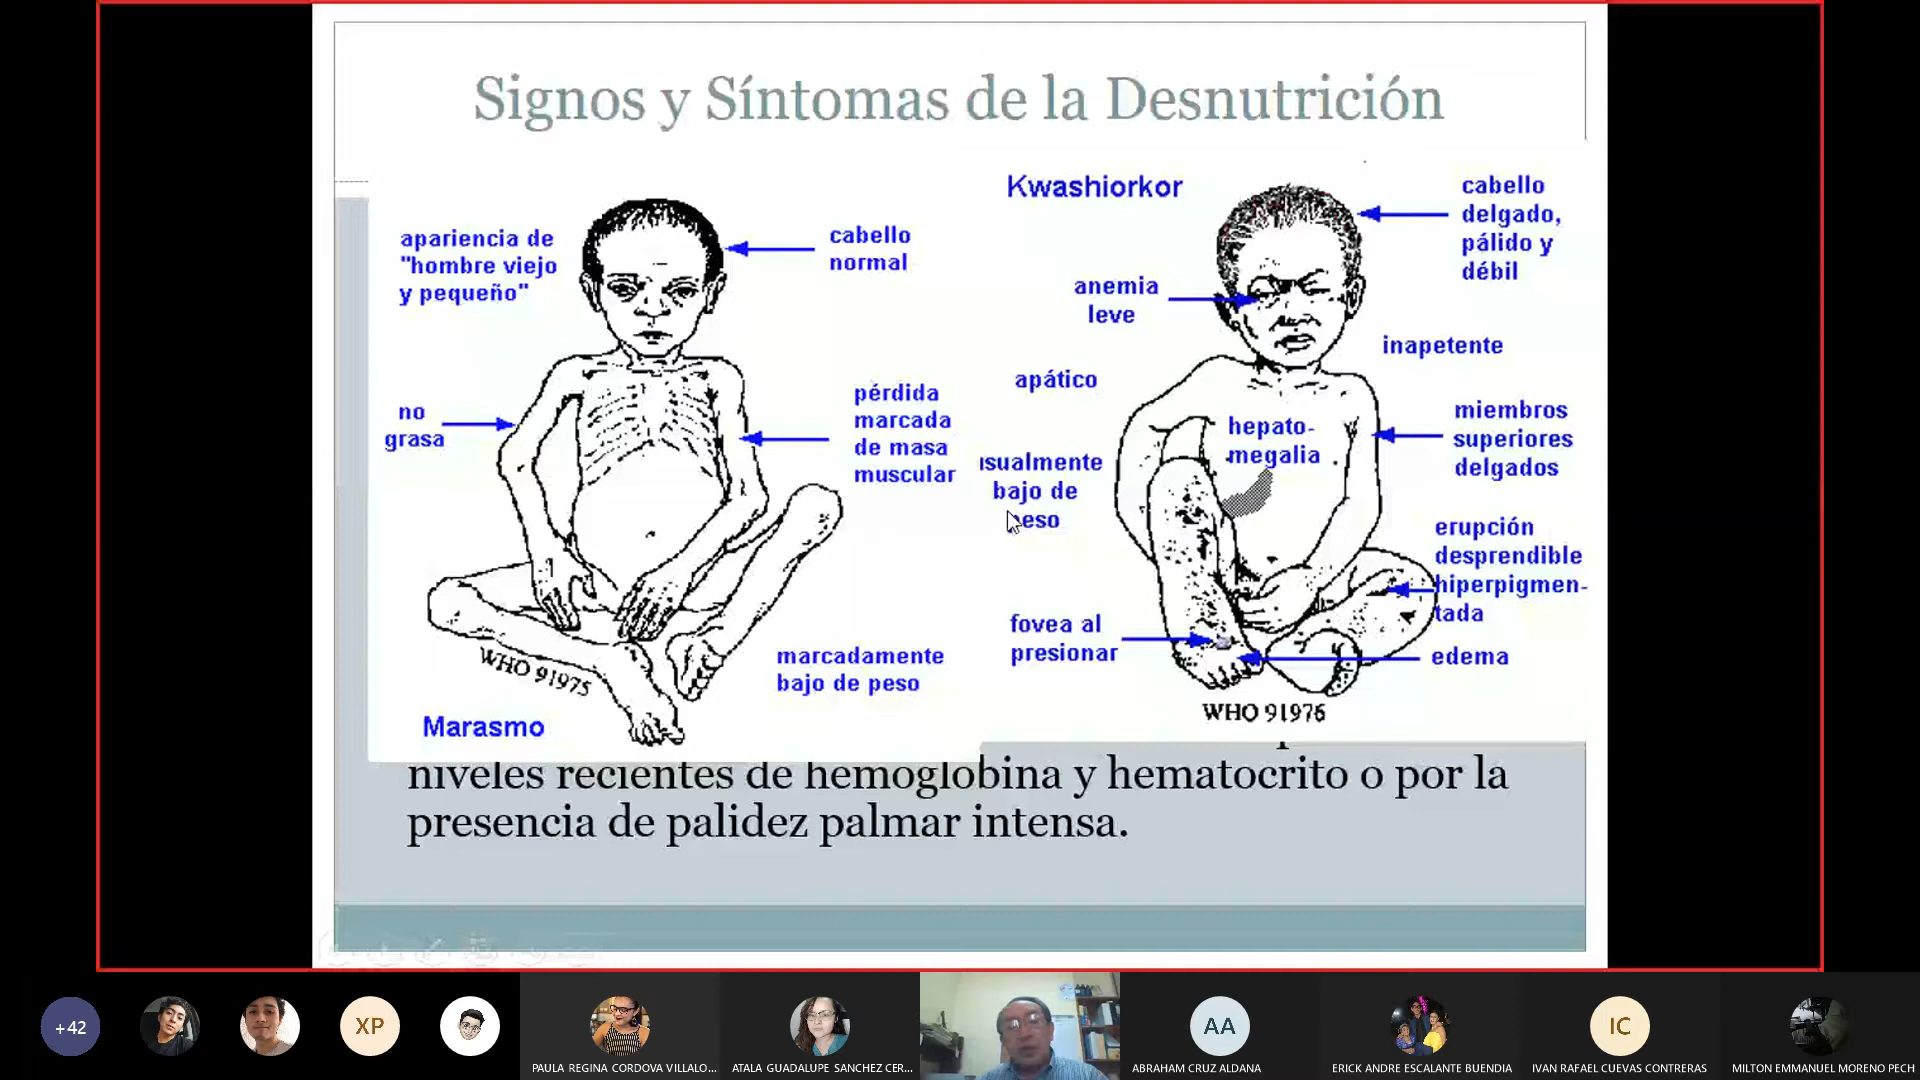 Signos y Síntomas de la Desnutrición
apariencia de
"hombre viejo
y pequeño"
cabello
normal
no
grasa
pérdida
marcada
de masa
muscular
marcadamente
bajo de peso
WHO 91975
Marasmo
Kwashiorkor
cabello
delgado,
pálido y
débil
anemia
leve
inapetente
apático
hepato-
megalia
miembros
superiores
delgados
usualmente
bajo de
peso
erupción
desprendible
hiperpigmen-
tada
fovea al
presionar
edema
WHO 91976
niveles recientes de hemoglobina y hematocrito o por la
presencia de palidez palmar intensa.
+42
XP
PAULA REGINA CORDOVA VILLALO...
ATALA GUADALUPE SANCHEZ CER...
AA
ABRAHAM CRUZ ALDANA
ERICK ANDRE ESCALANTE BUENDIA
IC
IVAN RAFAEL CUEVAS CONTRERAS
MILTON EMMANUEL MORENO PECH